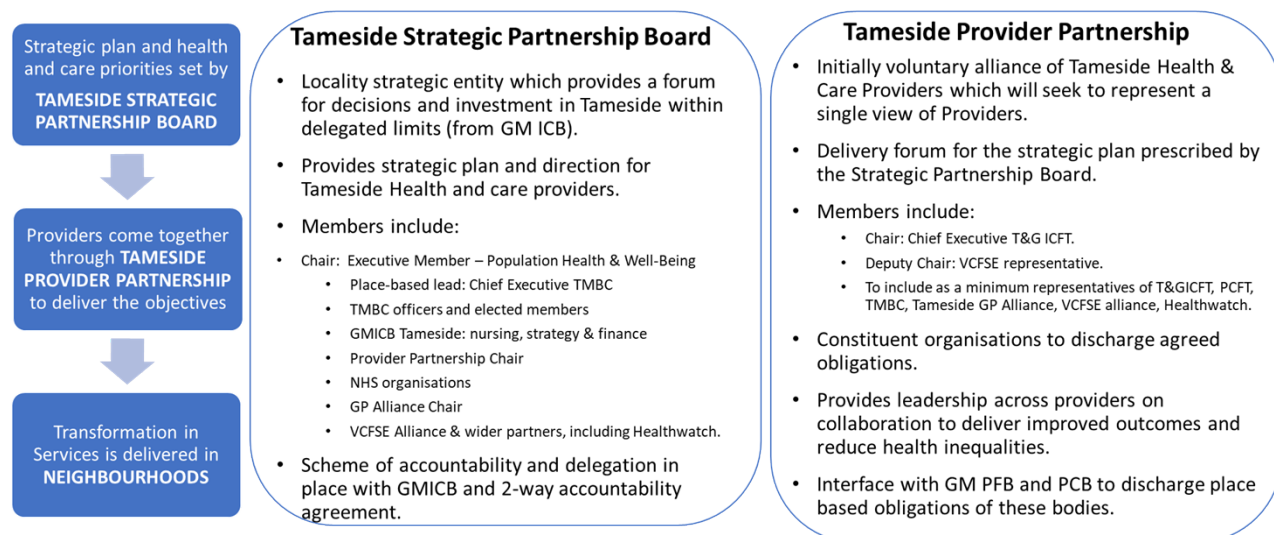 Strategic plan and health
and care priorities set by
TAMESIDE STRATEGIC
PARTNERSHIP BOARD
Providers come together
through TAMESIDE
PROVIDER PARTNERSHIP
to deliver the objectives
Transformation in
Services is delivered in
NEIGHBOURHOODS
Tameside Strategic Partnership Board
• Locality strategic entity which provides a forum
for decisions and investment in Tameside within
delegated limits (from GM ICB).
• Provides strategic plan and direction for
Tameside Health and care providers.
• Members include:
• Chair: Executive Member – Population Health & Well-Being
• Place-based lead: Chief Executive TMBC
• TMBC officers and elected members
• GMICB Tameside: nursing, strategy & finance
• Provider Partnership Chair
• NHS organisations
• GP Alliance Chair
• VCFSE Alliance & wider partners, including Healthwatch.
• Scheme of accountability and delegation in
place with GMICB and 2-way accountability
agreement.
Tameside Provider Partnership
• Initially voluntary alliance of Tameside Health &
Care Providers which will seek to represent a
single view of Providers.
• Delivery forum for the strategic plan prescribed by
the Strategic Partnership Board.
• Members include:
• Chair: Chief Executive T&G ICFT.
• Deputy Chair: VCFSE representative.
• To include as a minimum representatives of T&GICFT, PCFT,
TMBC, Tameside GP Alliance, VCFSE alliance, Healthwatch.
• Constituent organisations to discharge agreed
obligations.
• Provides leadership across providers on
collaboration to deliver improved outcomes and
reduce health inequalities.
• Interface with GM PFB and PCB to discharge place
based obligations of these bodies.